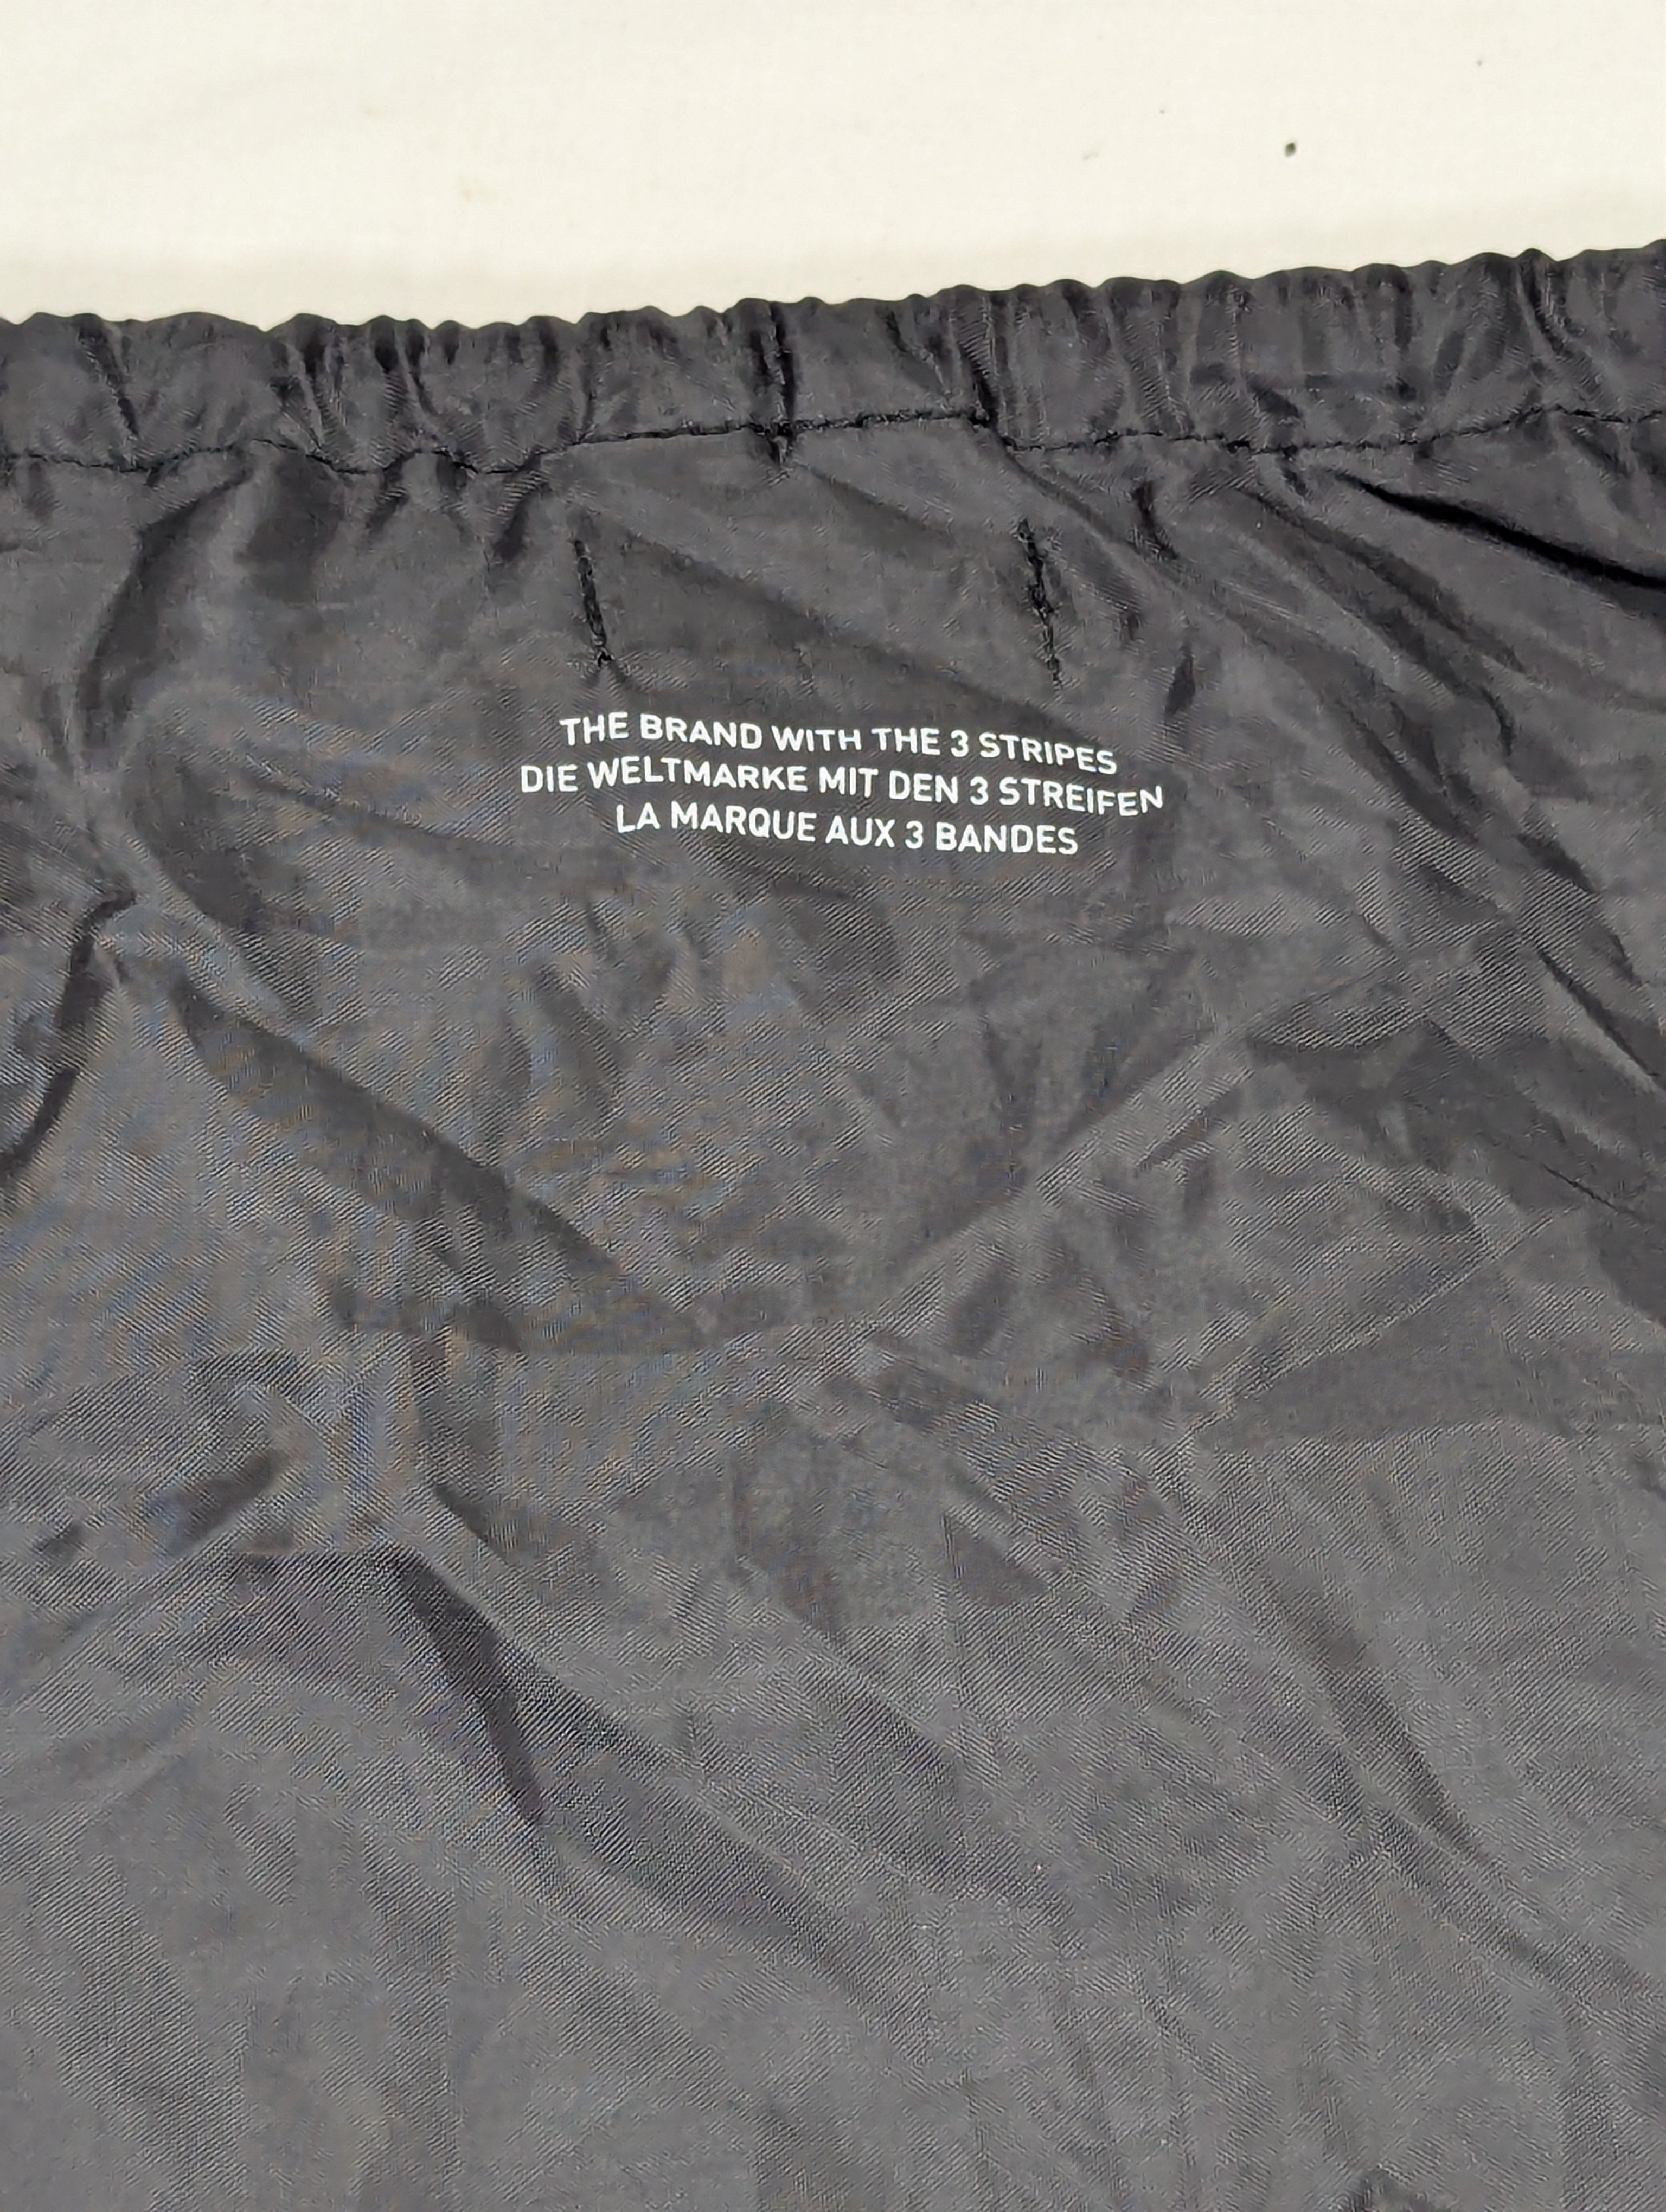 THE BRAND WITH THE 3 STRIPES
DIE WELTMARKE MIT DEN 3 STREIFEN
LA MARQUE AUX 3 BANDES